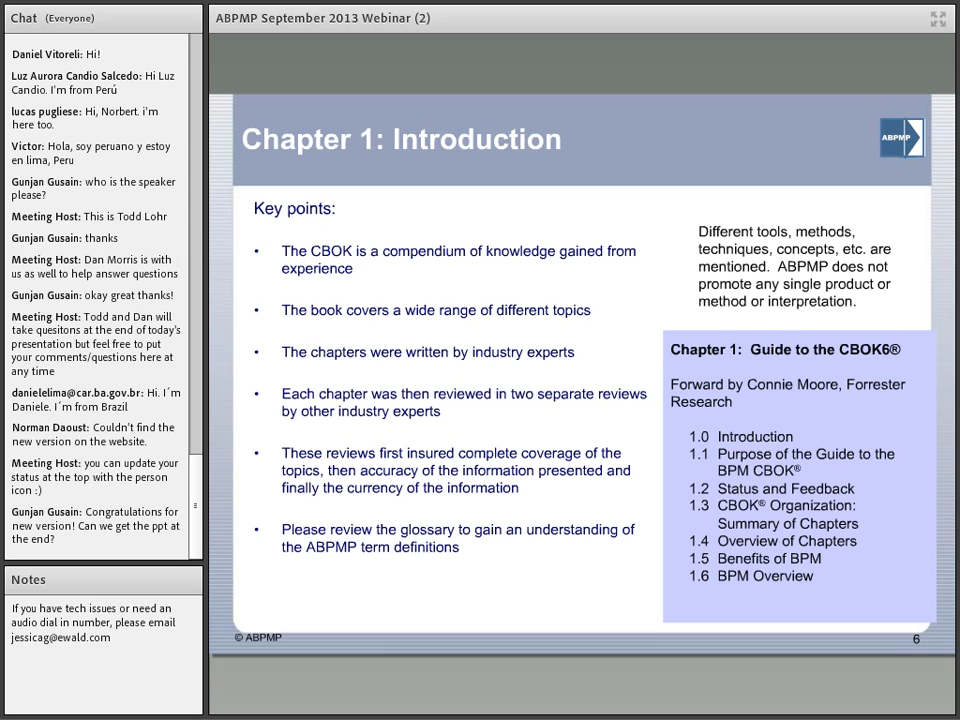 Chat (Everyone)
Daniel Vitoreli: Hi!
Luz Aurora Candio Salcedo: Hi Luz
Candio. I'm from Perú
lucas pugliese: Hi, Norbert. i'm
here too.
Victor: Hola, soy peruano y estoy
en lima, Peru
Gunjan Gusain: who is the speaker
please?
Meeting Host: This is Todd Lohr
Gunjan Gusain: thanks
Meeting Host: Dan Morris is with
us as well to help answer questions
Gunjan Gusain: okay great thanks!
Meeting Host: Todd and Dan will
take quesitons at the end of today's
presentation but feel free to put
your comments/questions here at
any time
danielelima@car.ba.gov.br: Hi. I´m
Daniele. I´m from Brazil
Norman Daoust: Couldn't find the
new version on the website.
Meeting Host: you can update your
status at the top with the person
icon :)
Gunjan Gusain: Congratulations for
new version! Can we get the ppt at
the end?
Notes
If you have tech issues or need an
audio dial in number, please email
jessicag@ewald.com
ABPMP September 2013 Webinar (2)
Chapter 1: Introduction
ABPMP
Key points:
• The CBOK is a compendium of knowledge gained from
experience
• The book covers a wide range of different topics
• The chapters were written by industry experts
• Each chapter was then reviewed in two separate reviews
by other industry experts
• These reviews first insured complete coverage of the
topics, then accuracy of the information presented and
finally the currency of the information
• Please review the glossary to gain an understanding of
the ABPMP term definitions
Different tools, methods,
techniques, concepts, etc. are
mentioned. ABPMP does not
promote any single product or
method or interpretation.
Chapter 1: Guide to the CBOK6®
Forward by Connie Moore, Forrester
Research
1.0 Introduction
1.1 Purpose of the Guide to the
BPM CBOK®
1.2 Status and Feedback
1.3 CBOK® Organization:
Summary of Chapters
1.4 Overview of Chapters
1.5 Benefits of BPM
1.6 BPM Overview
© ABPMP
6